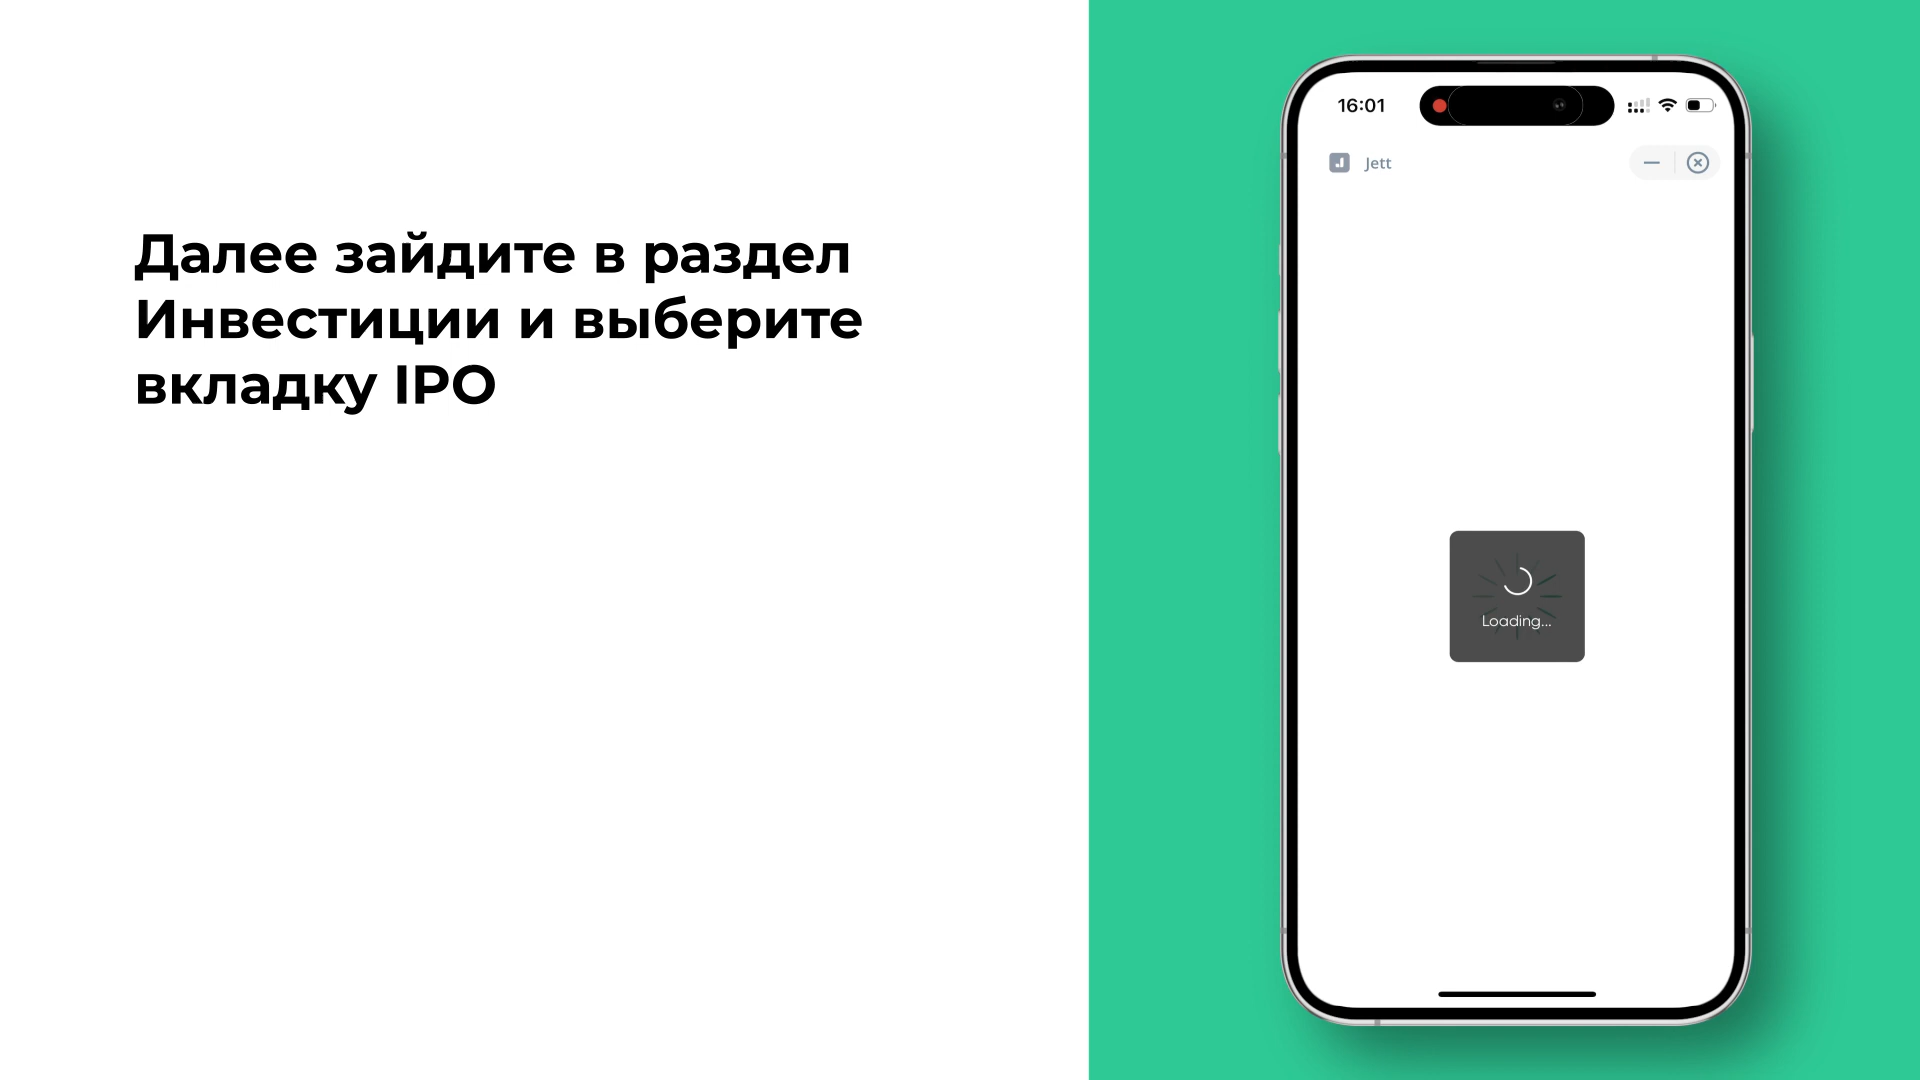 Далее зайдите в раздел
Инвестиции и выберите
вкладку IPO
16:01
Jett
Loading...